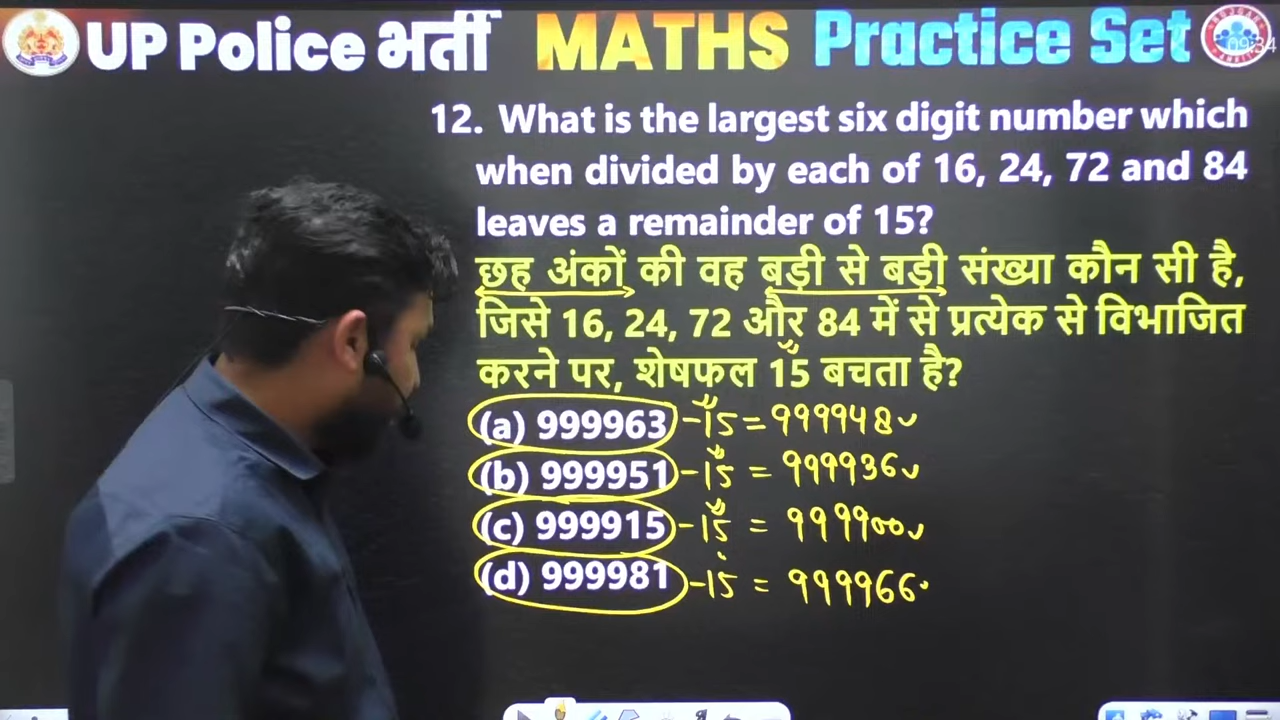 UP Police भर्ती MATHS Practice Set
09:34
12. What is the largest six digit number which
when divided by each of 16, 24, 72 and 84
leaves a remainder of 15?
छह अंकों की वह बड़ी से बड़ी संख्या कौन सी है,
जिसे 16, 24, 72 और 84 में से प्रत्येक से विभाजित
करने पर, शेषफल 15 बचता है?
(a) 999963 -15 = 999948
(b) 999951 -15 = 999936
(c) 999915 -15 = 999900
(d) 999981 -15 = 999966